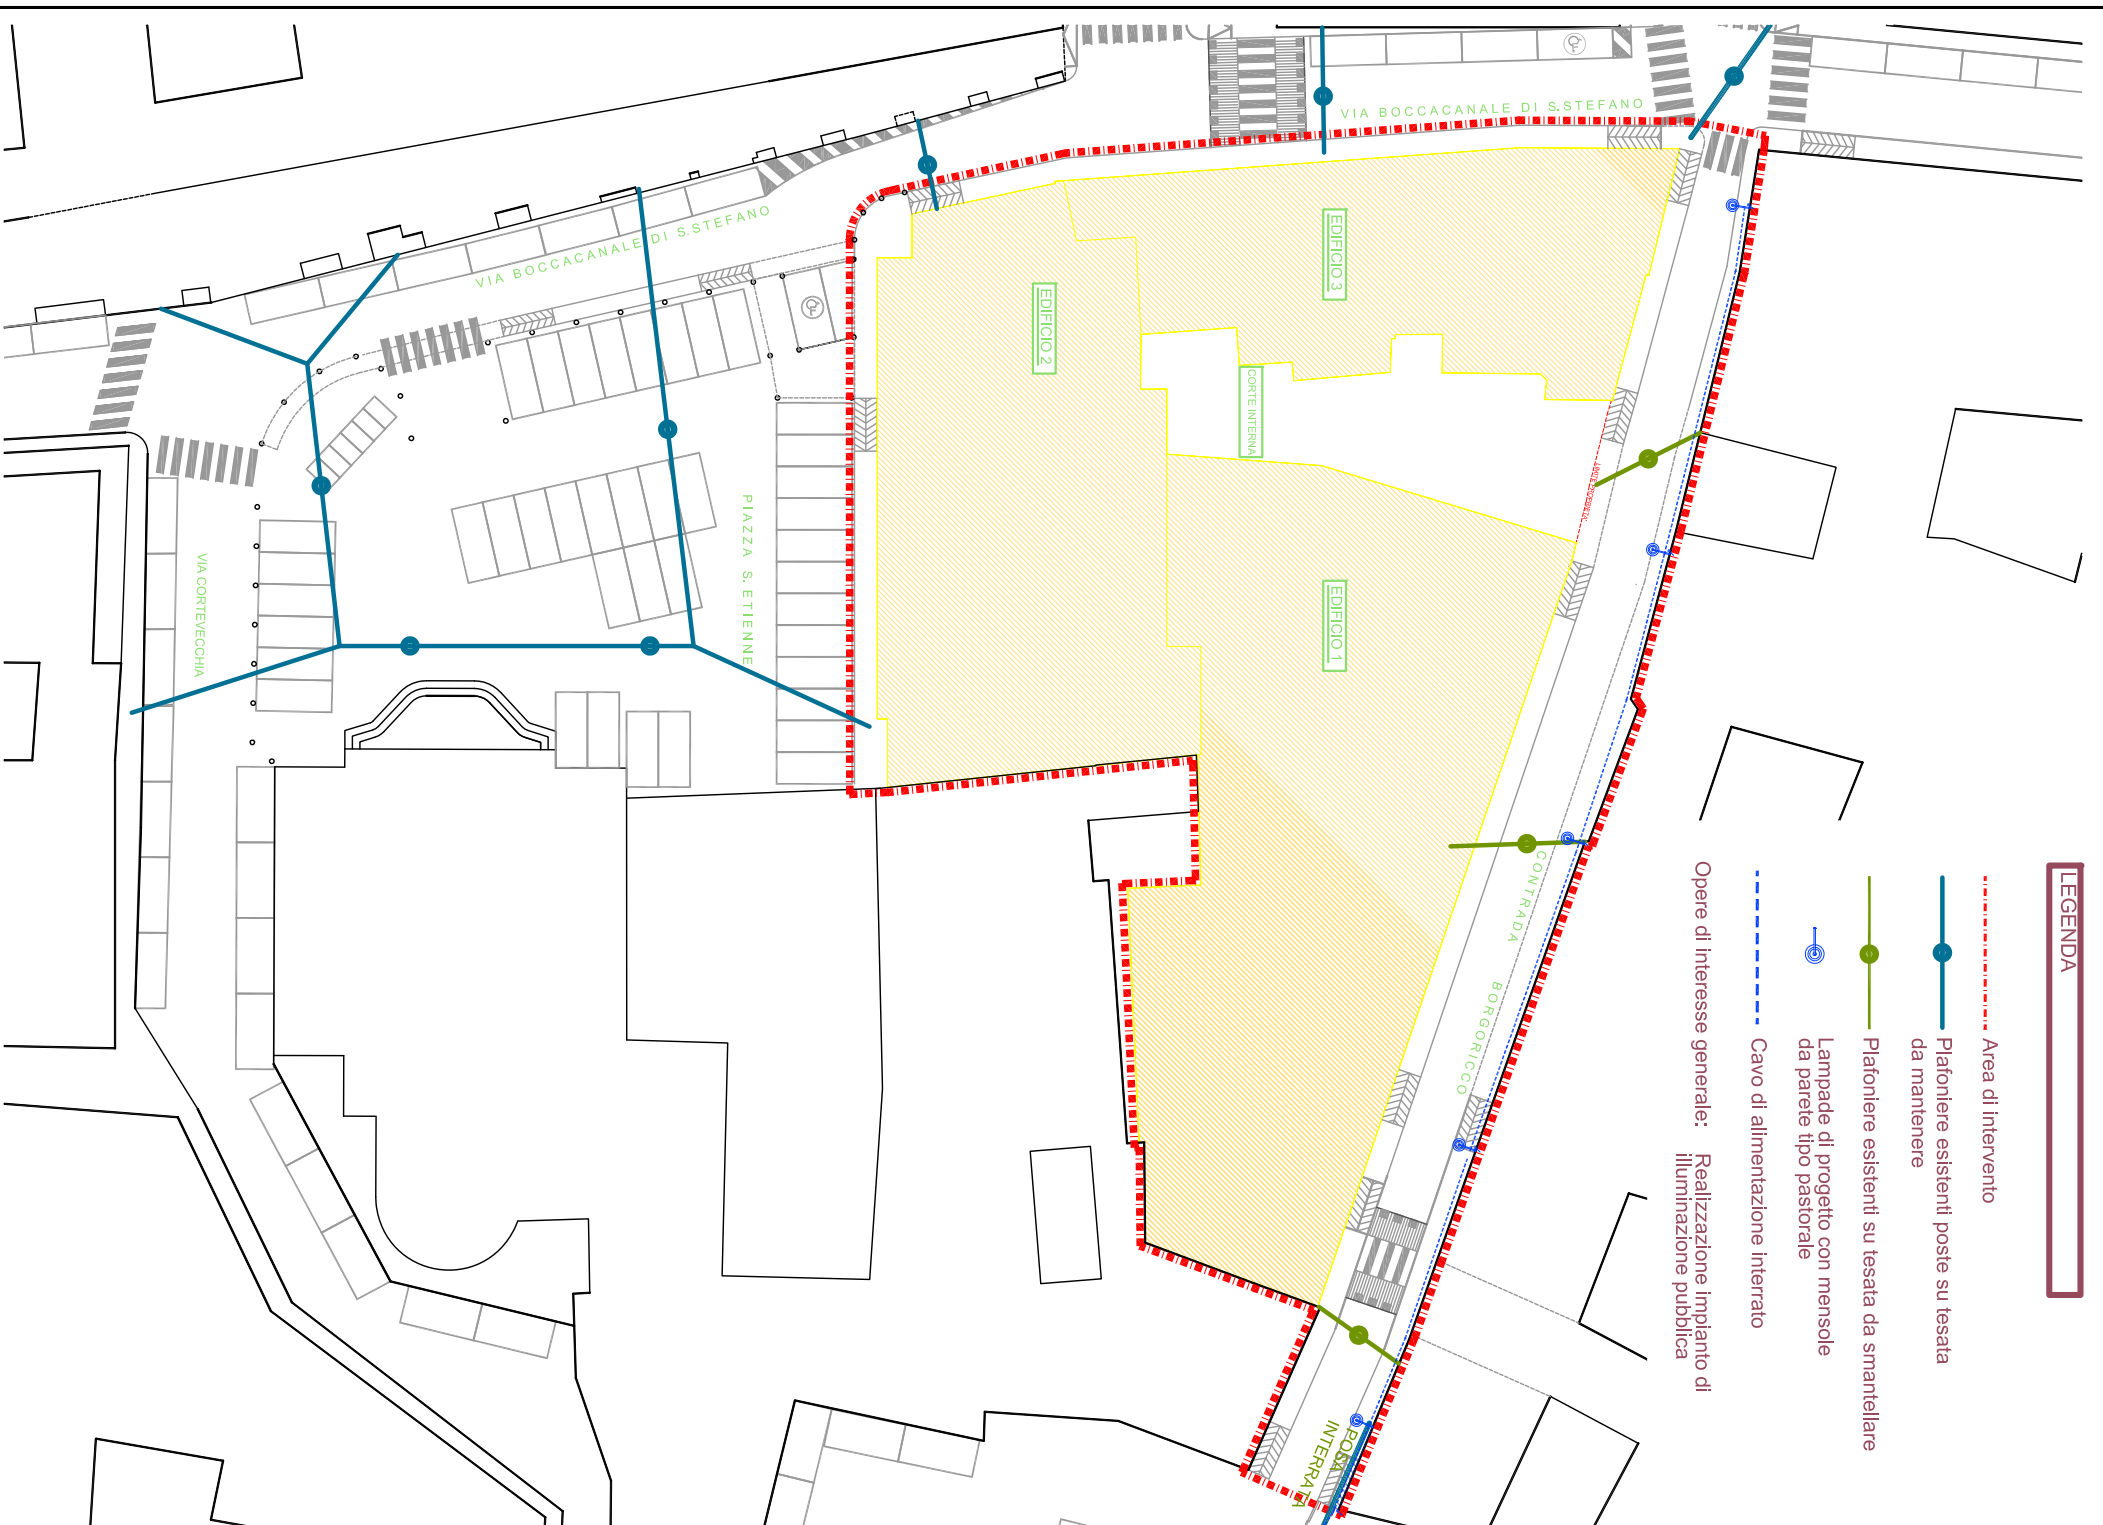 LEGENDA
Area di intervento
Plafoniere esistenti poste su tesata
da mantenere
Plafoniere esistenti su tesata da smantellare
Lampade di progetto con mensole
da parete tipo pastorale
Cavo di alimentazione interrato
Opere di interesse generale: Realizzazione impianto di
illuminazione pubblica
VIA BOCCACANALE DI S.STEFANO
VIA BOCCACANALE DI S.STEFANO
EDIFICIO 3
EDIFICIO 2
CORTE INTERNA
EDIFICIO 1
PIAZZA S. ETIENNE
VIA CORTEVECCHIA
CONTRADA BORGORICCO
POSA
INTERRATA